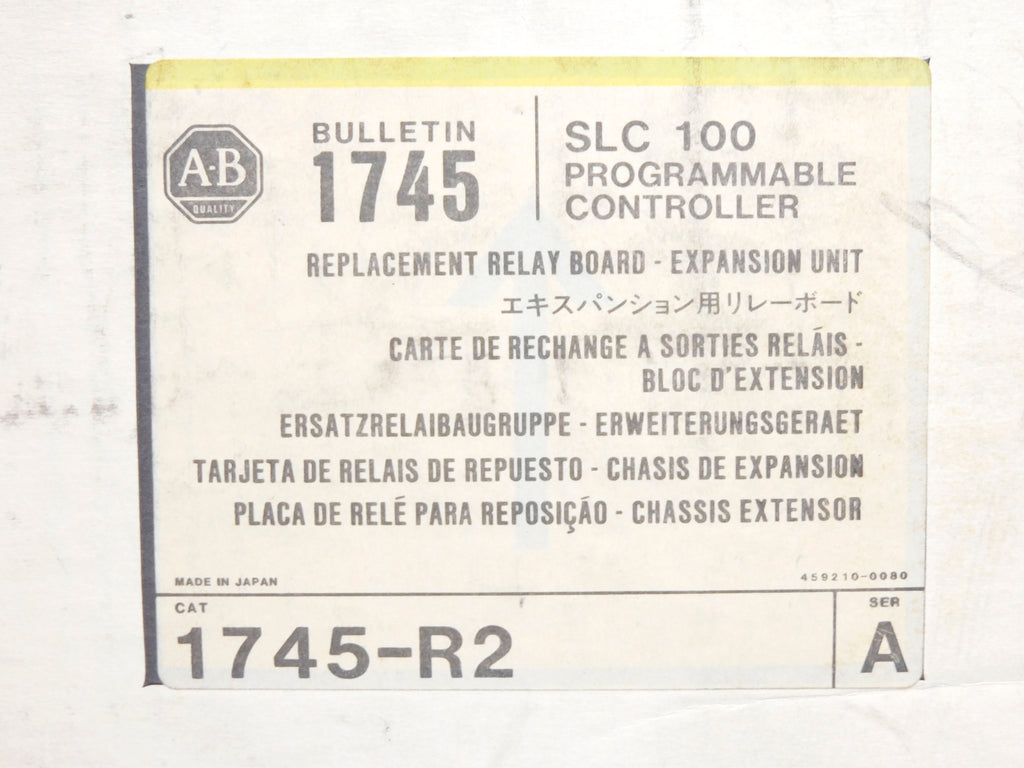 A-B
QUALITY
BULLETIN
1745
SLC 100
PROGRAMMABLE
CONTROLLER
REPLACEMENT RELAY BOARD - EXPANSION UNIT
エキスパンション用リレーボード
CARTE DE RECHANGE A SORTIES RELÁIS -
BLOC D'EXTENSION
ERSATZRELAIBAUGRUPPE - ERWEITERUNGSGERAET
TARJETA DE RELAIS DE REPUESTO - CHASIS DE EXPANSION
PLACA DE RELÉ PARA REPOSIÇÃO - CHASSIS EXTENSOR
MADE IN JAPAN
459210-0080
CAT
1745-R2
SER
A